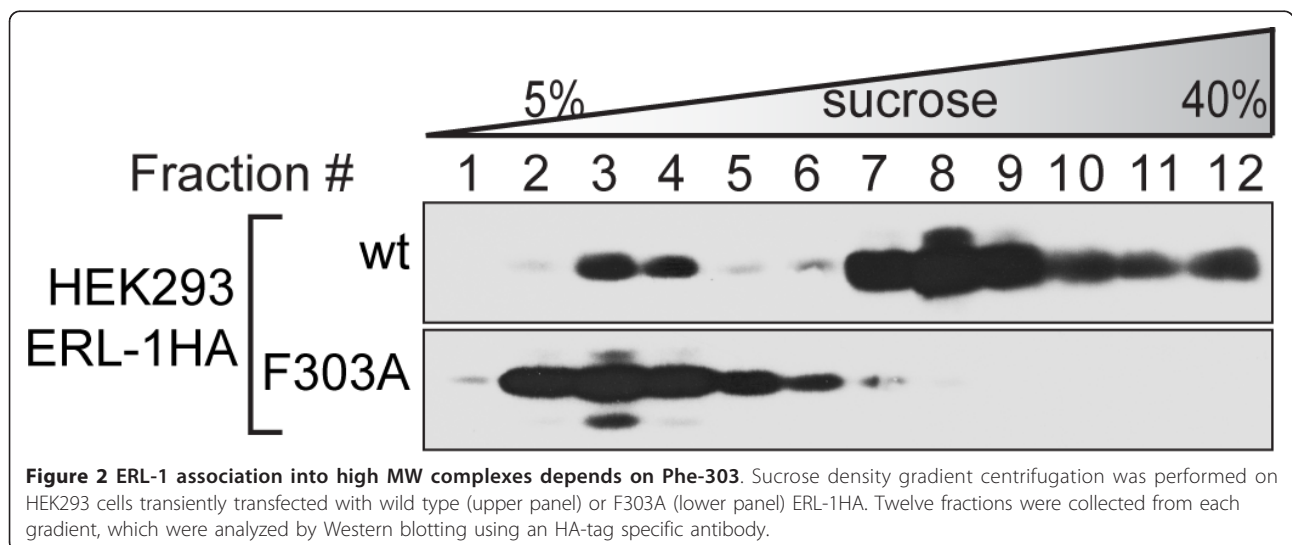 5% sucrose 40%
Fraction # 1 2 3 4 5 6 7 8 9 10 11 12
wt
HEK293
ERL-1HA
F303A
Figure 2 ERL-1 association into high MW complexes depends on Phe-303. Sucrose density gradient centrifugation was performed on
HEK293 cells transiently transfected with wild type (upper panel) or F303A (lower panel) ERL-1HA. Twelve fractions were collected from each
gradient, which were analyzed by Western blotting using an HA-tag specific antibody.